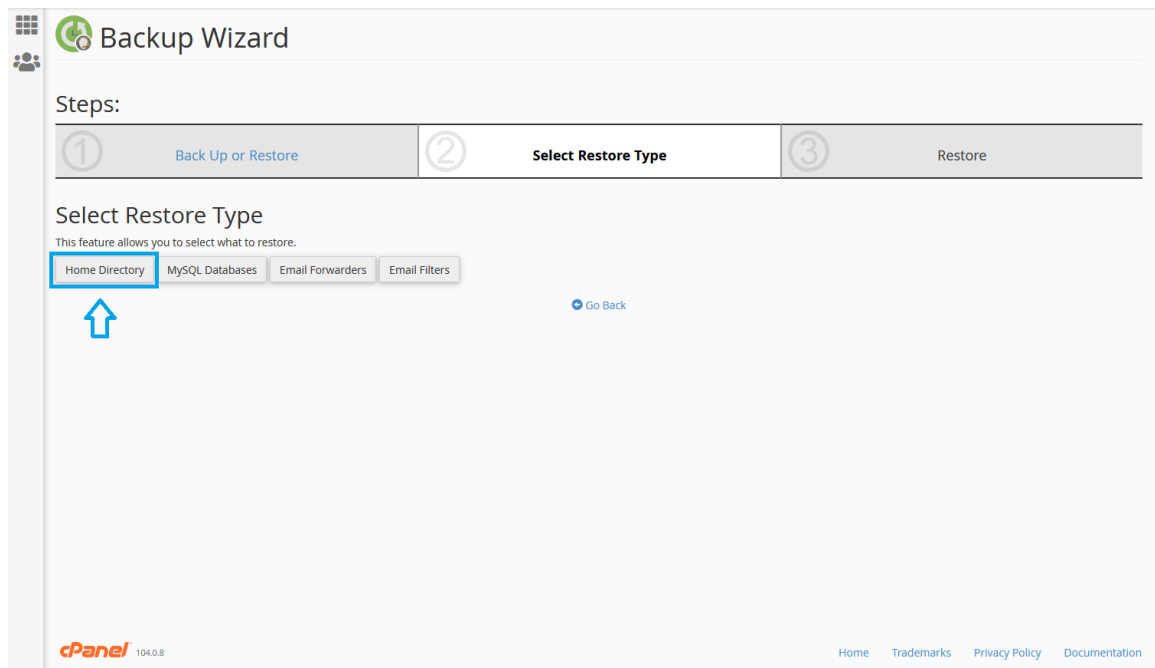 Backup Wizard
Steps:
1 Back Up or Restore 2 Select Restore Type 3 Restore
Select Restore Type
This feature allows you to select what to restore.
Home Directory MySQL Databases Email Forwarders Email Filters
Go Back
cPanel 104.0.8 Home Trademarks Privacy Policy Documentation